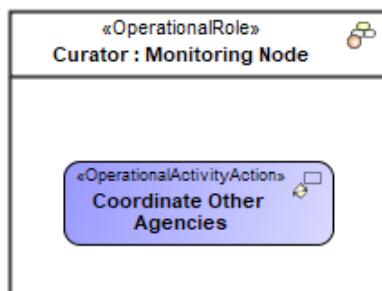 «OperationalRole»
Curator : Monitoring Node
«OperationalActivityAction»
Coordinate Other
Agencies